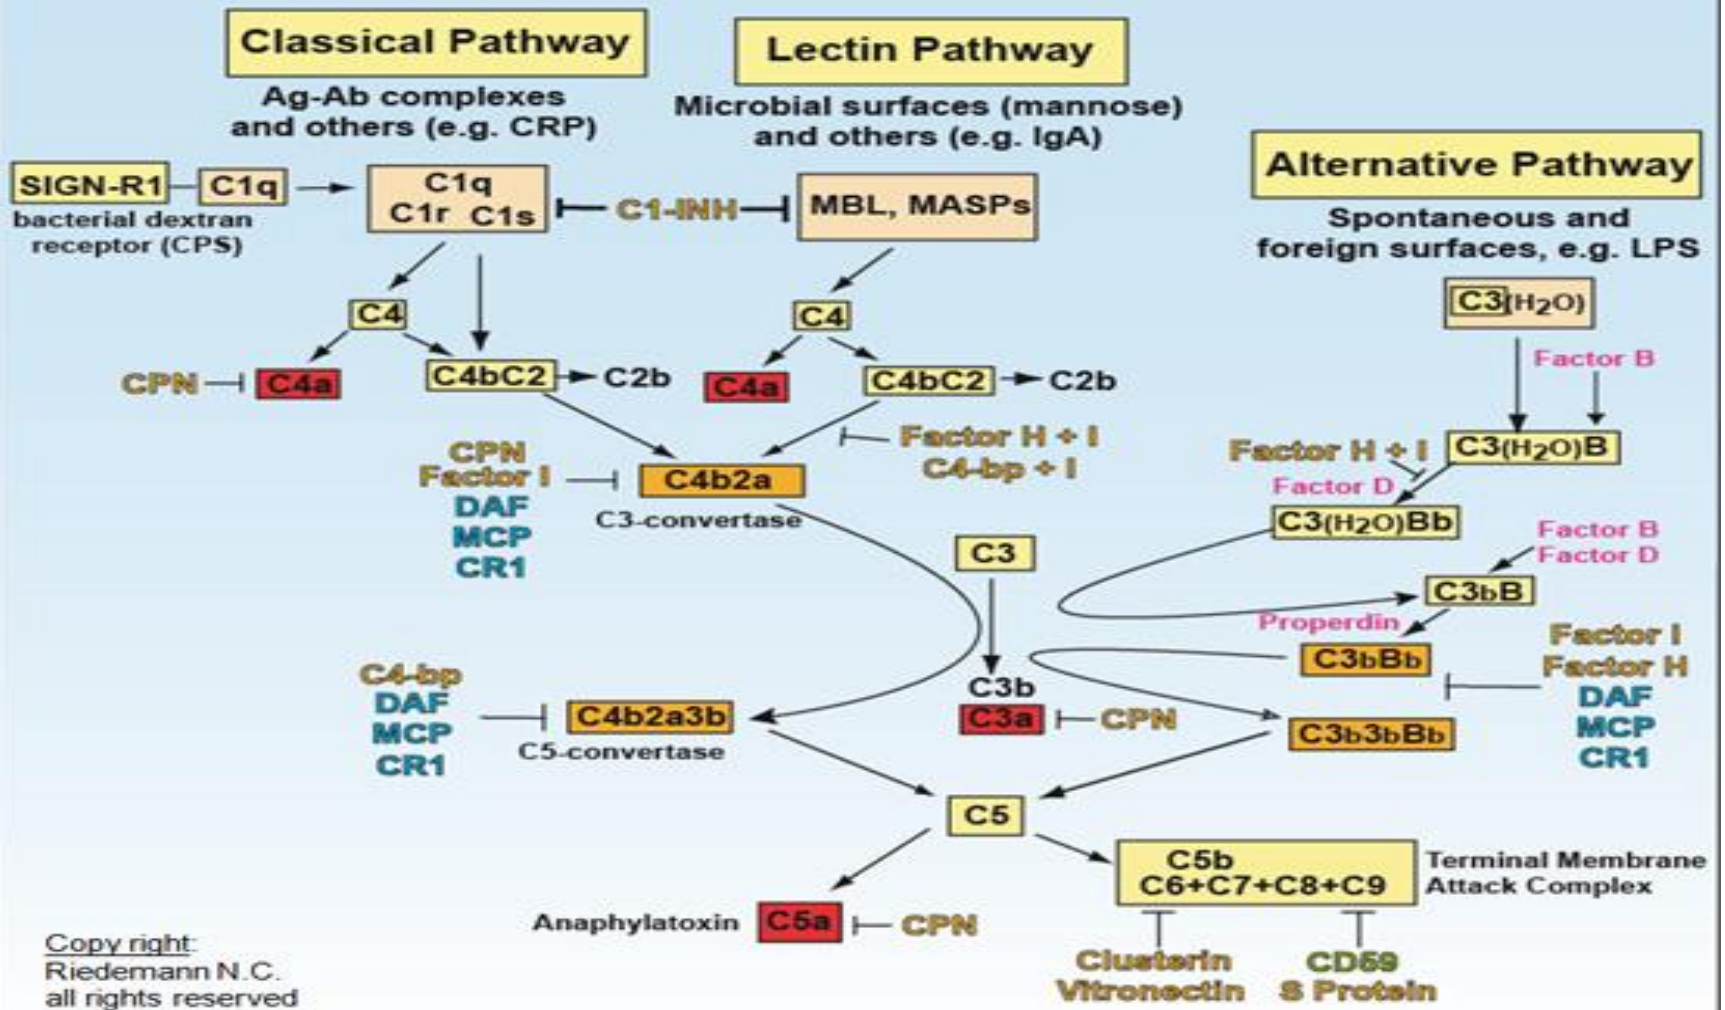 Classical Pathway
Ag-Ab complexes
and others (e.g. CRP)
Lectin Pathway
Microbial surfaces (mannose)
and others (e.g. IgA)
Alternative Pathway
Spontaneous and
foreign surfaces, e.g. LPS
SIGN-R1
C1q
bacterial dextran
receptor (CPS)
C1q
C1r C1s
C1-INH
MBL, MASPs
C3(H2O)
Factor B
C4
C4
CPN
C4a
C4bC2
C2b
C4a
C4bC2
C2b
Factor H + I
C4-bp + I
CPN
Factor I
DAF
MCP
CR1
C4b2a
C3-convertase
Factor H + I
C3(H2O)B
Factor D
C3(H2O)Bb
Factor B
Factor D
C3bB
Properdin
C3bBb
Factor I
Factor H
DAF
MCP
CR1
C3
C3b
C3a
CPN
C3b3bBb
C4-bp
DAF
MCP
CR1
C4b2a3b
C5-convertase
C5
C5b
C6+C7+C8+C9
Terminal Membrane
Attack Complex
Anaphylatoxin
C5a
CPN
Clusterin
Vitronectin
CD59
S Protein
Copy right:
Riedemann N.C.
all rights reserved